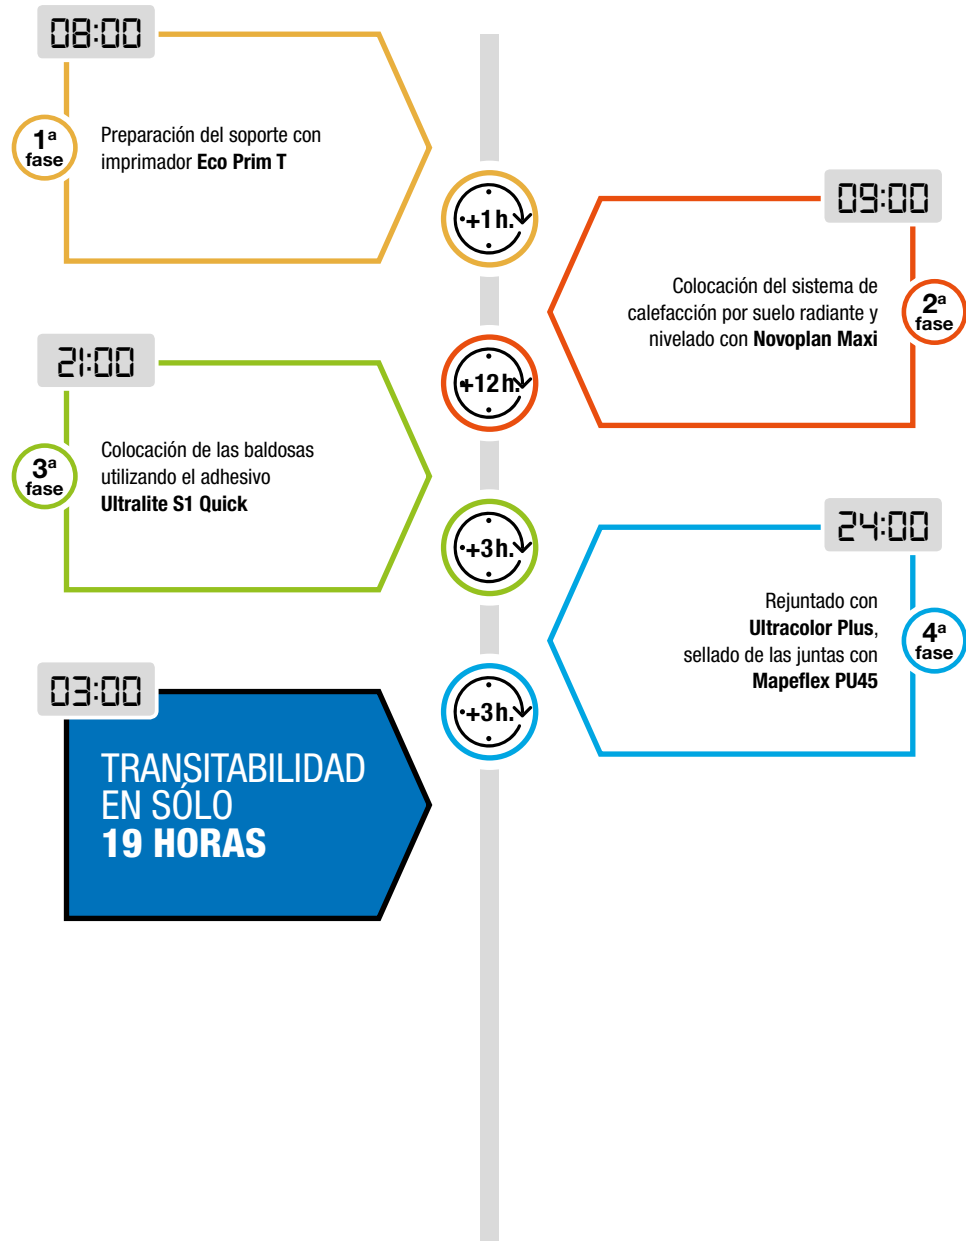 08:00
1ª
fase
Preparación del soporte con
imprimador Eco Prim T
+1 h.
09:00
2ª
fase
Colocación del sistema de
calefacción por suelo radiante y
nivelado con Novoplan Maxi
+12 h.
21:00
3ª
fase
Colocación de las baldosas
utilizando el adhesivo
Ultralite S1 Quick
+3 h.
24:00
4ª
fase
Rejuntado con
Ultracolor Plus,
sellado de las juntas con
Mapeflex PU45
+3 h.
03:00
TRANSITABILIDAD
EN SÓLO
19 HORAS